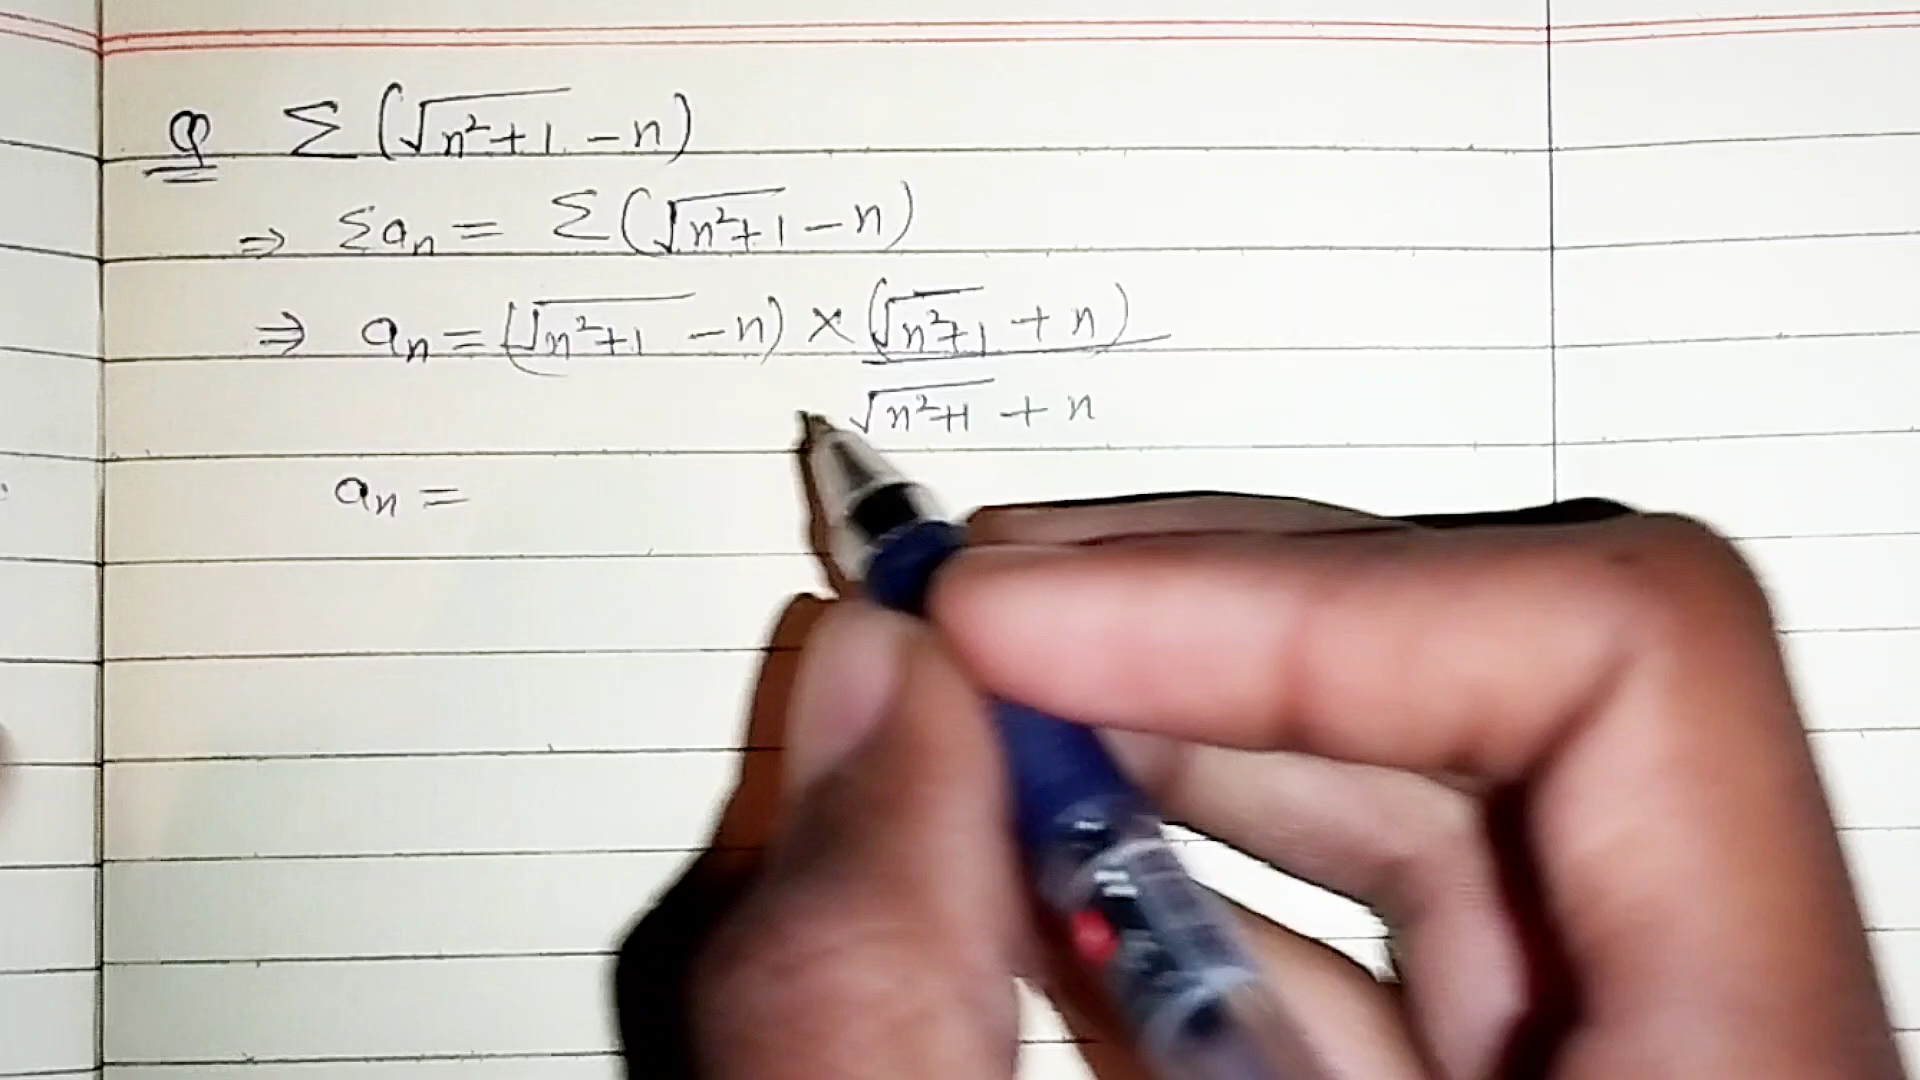 Q Σ (√n²+1 - n)
⇒ Σaₙ = Σ (√n²+1 - n)
⇒ aₙ = (√n²+1 - n) × (√n²+1 + n)
√n²+1 + n
aₙ =